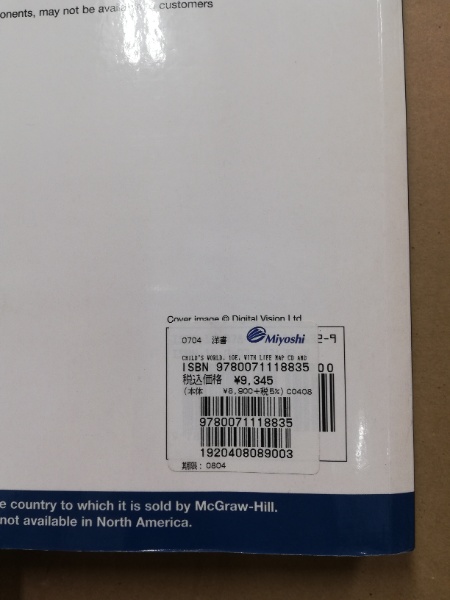 onents, may not be available customers
Cover image © Digital Vision Ltd.
0704 洋書 Miyoshi
2-9
CHILD'S WORLD, 10E, WITH LIFE MAP CD AND
ISBN 9780071118835
00
税込価格 ¥9,345
(本体 ¥8,900+税5%) C0408
9780071118835
1920408089003
期限: 0804
e country to which it is sold by McGraw-Hill.
not available in North America.